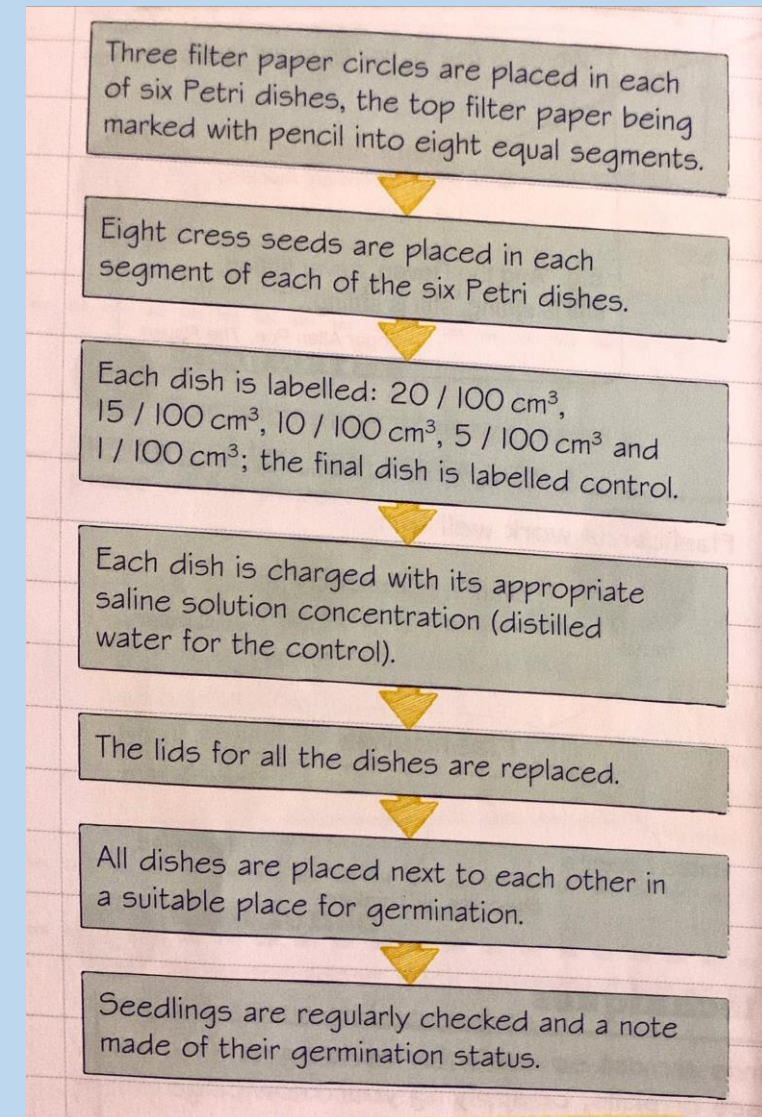 Three filter paper circles are placed in each
of six Petri dishes, the top filter paper being
marked with pencil into eight equal segments.
Eight cress seeds are placed in each
segment of each of the six Petri dishes.
Each dish is labelled: 20 / 100 cm³,
15 / 100 cm³, 10 / 100 cm³, 5 / 100 cm³ and
1 / 100 cm³; the final dish is labelled control.
Each dish is charged with its appropriate
saline solution concentration (distilled
water for the control).
The lids for all the dishes are replaced.
All dishes are placed next to each other in
a suitable place for germination.
Seedlings are regularly checked and a note
made of their germination status.